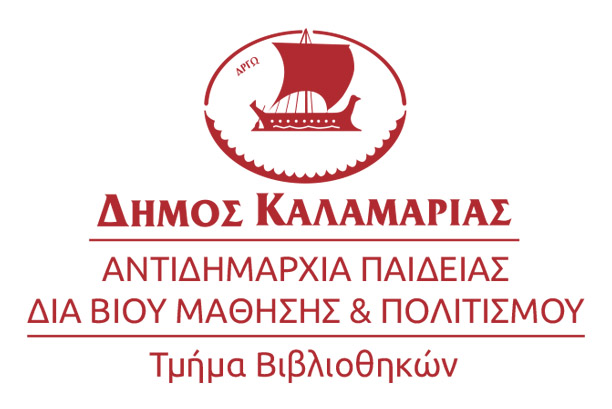 ΑΡΓΩ
ΔΗΜΟΣ ΚΑΛΑΜΑΡΙΑΣ
ΑΝΤΙΔΗΜΑΡΧΙΑ ΠΑΙΔΕΙΑΣ
ΔΙΑ ΒΙΟΥ ΜΑΘΗΣΗΣ & ΠΟΛΙΤΙΣΜΟΥ
Τμήμα Βιβλιοθηκών